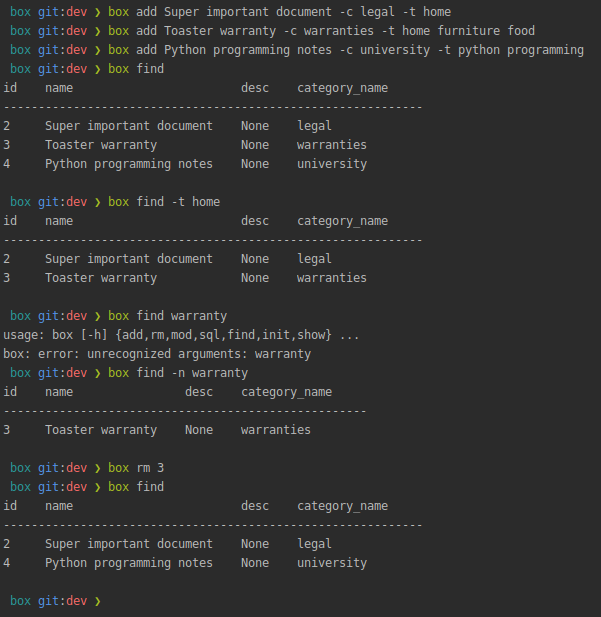 box git:dev ❯ box add Super important document -c legal -t home
box git:dev ❯ box add Toaster warranty -c warranties -t home furniture food
box git:dev ❯ box add Python programming notes -c university -t python programming
box git:dev ❯ box find
id    name                        desc    category_name
------------------------------------------------------------
2     Super important document    None    legal
3     Toaster warranty            None    warranties
4     Python programming notes    None    university
box git:dev ❯ box find -t home
id    name                        desc    category_name
------------------------------------------------------------
2     Super important document    None    legal
3     Toaster warranty            None    warranties
box git:dev ❯ box find warranty
usage: box [-h] {add,rm,mod,sql,find,init,show} ...
box: error: unrecognized arguments: warranty
box git:dev ❯ box find -n warranty
id    name                desc    category_name
----------------------------------------------------
3     Toaster warranty    None    warranties
box git:dev ❯ box rm 3
box git:dev ❯ box find
id    name                        desc    category_name
------------------------------------------------------------
2     Super important document    None    legal
4     Python programming notes    None    university
box git:dev ❯